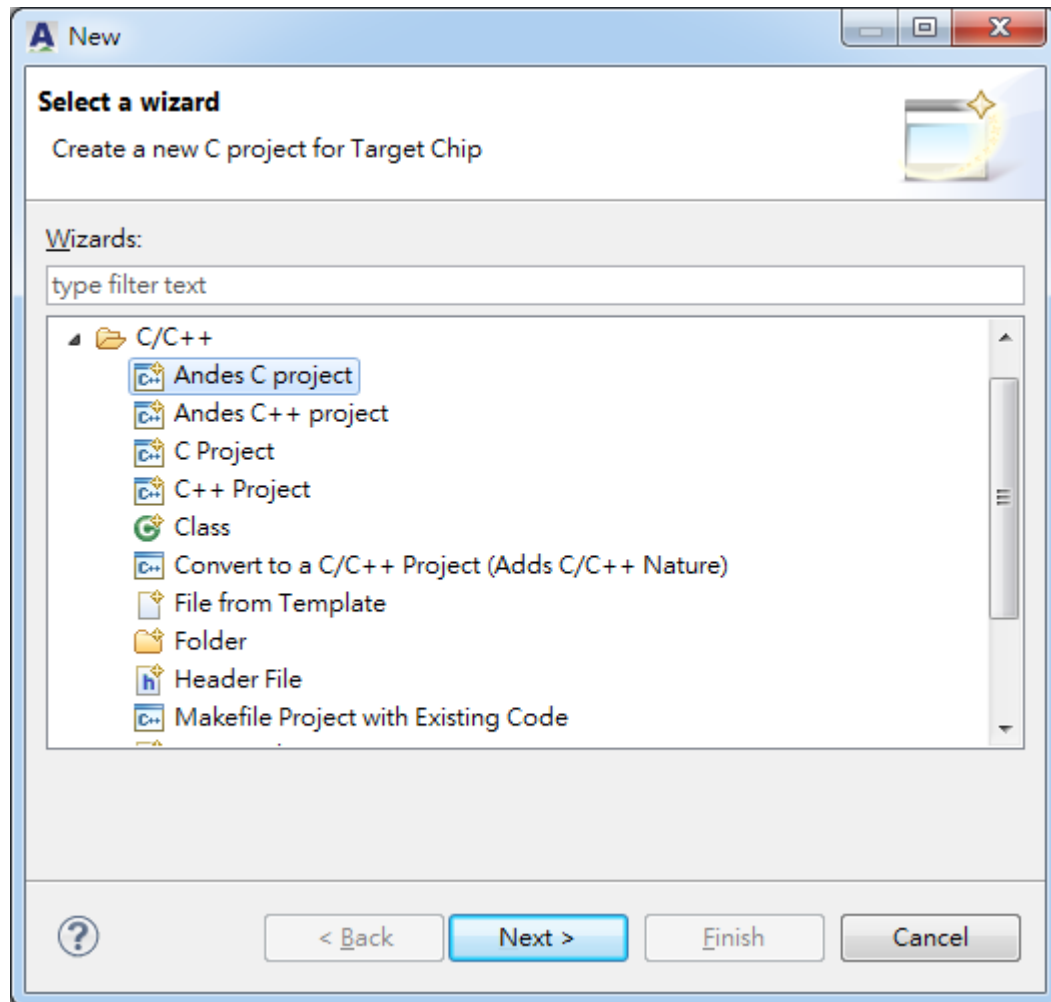 New
Select a wizard
Create a new C project for Target Chip
Wizards:
type filter text
C/C++
Andes C project
Andes C++ project
C Project
C++ Project
Class
Convert to a C/C++ Project (Adds C/C++ Nature)
File from Template
Folder
Header File
Makefile Project with Existing Code
< Back Next > Finish Cancel